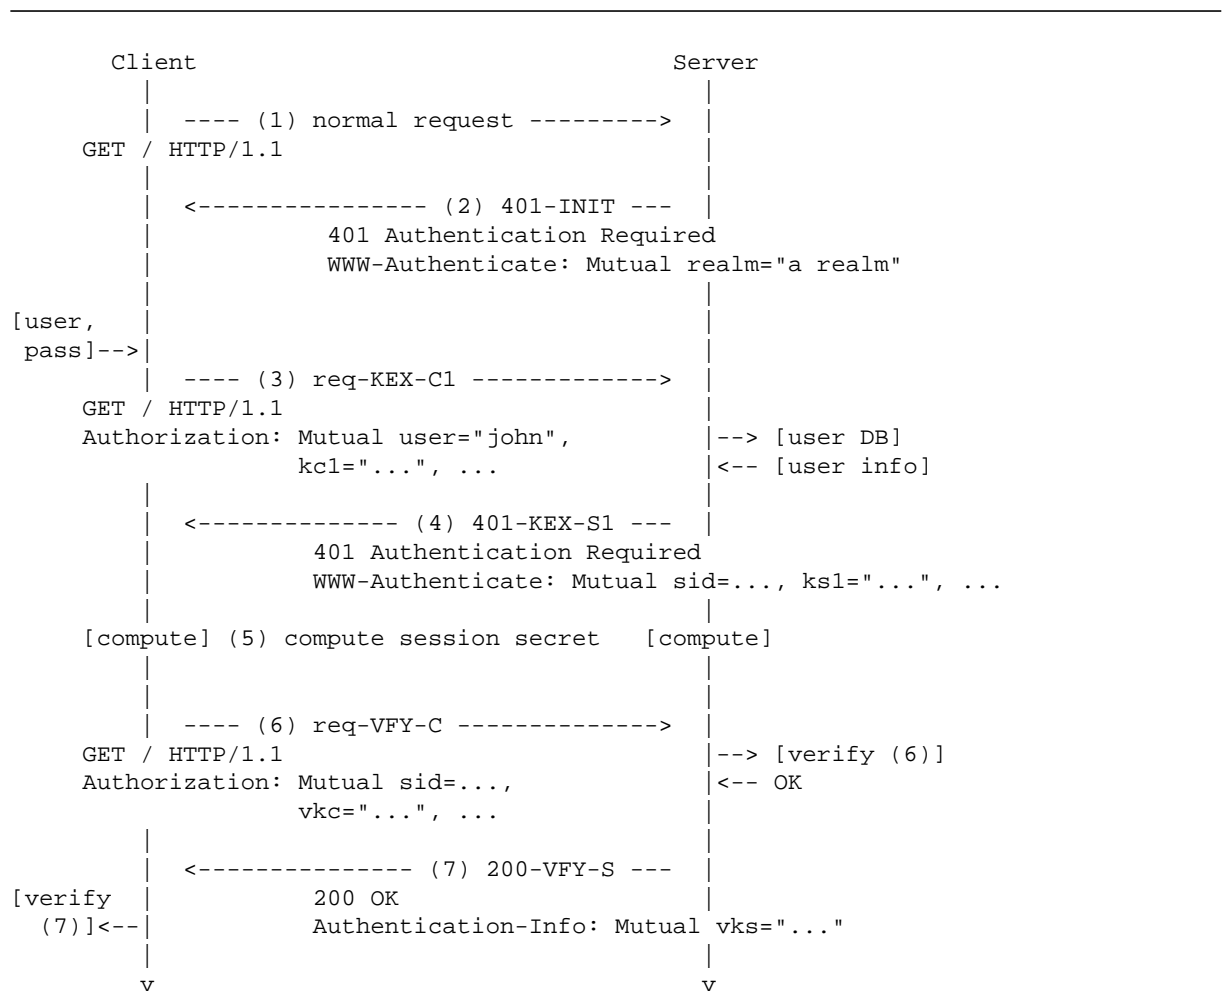 Client                                  Server
|                                       |
|  ---- (1) normal request --------->  |
GET / HTTP/1.1                               |
|                                       |
|  <---------------- (2) 401-INIT ---  |
|            401 Authentication Required
|            WWW-Authenticate: Mutual realm="a realm"
|                                       |
[user,   |                                       |
pass]-->|                                       |
|  ---- (3) req-KEX-C1 ------------->  |
GET / HTTP/1.1                               |
Authorization: Mutual user="john",          |--> [user DB]
kc1="...", ...              |<-- [user info]
|                                       |
|  <-------------- (4) 401-KEX-S1 ---  |
|           401 Authentication Required
|           WWW-Authenticate: Mutual sid=..., ks1="...", ...
|                                       |
[compute] (5) compute session secret   [compute]
|                                       |
|                                       |
|  ---- (6) req-VFY-C -------------->  |
GET / HTTP/1.1                              |--> [verify (6)]
Authorization: Mutual sid=...,              |<-- OK
vkc="...", ...              |
|                                       |
|  <--------------- (7) 200-VFY-S ---  |
[verify  |           200 OK                      |
(7)]<--|           Authentication-Info: Mutual vks="..."
|                                       |
v                                       v